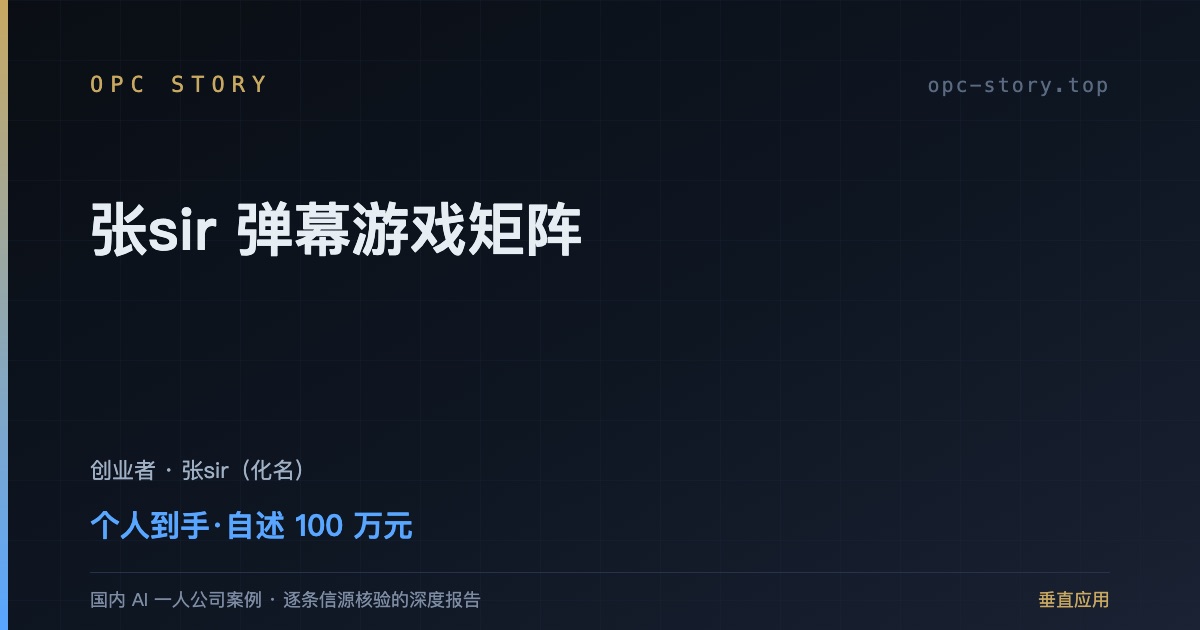 OPC STORY
opc-story.top
张sir 弹幕游戏矩阵
创业者 · 张sir（化名）
个人到手·自述 100 万元
国内 AI 一人公司案例 · 逐条信源核验的深度报告
垂直应用